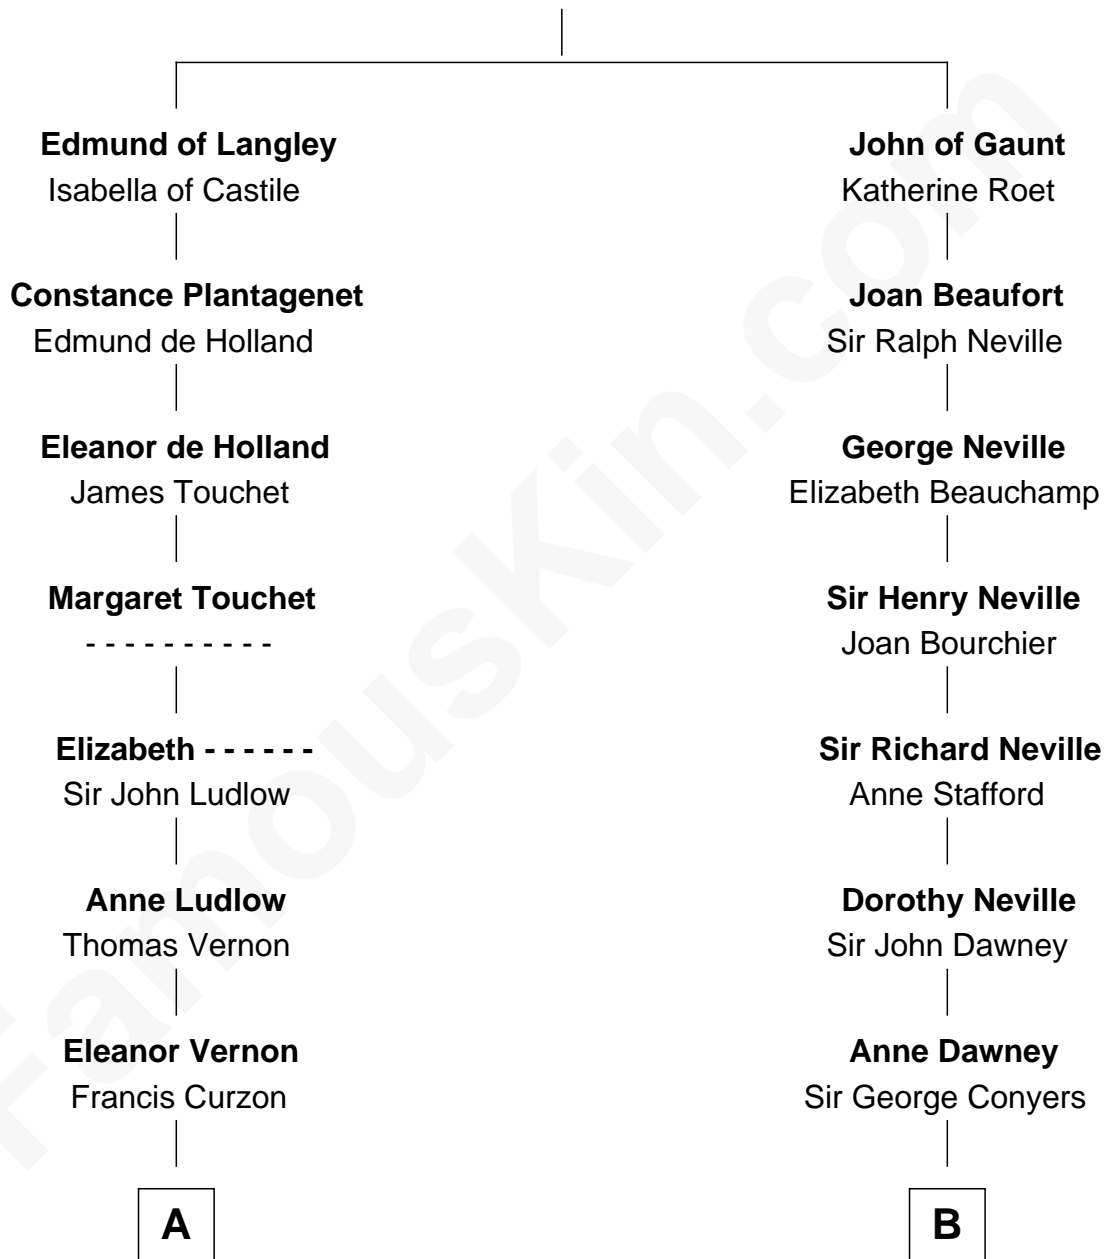 Edmund of Langley
Isabella of Castile
Constance Plantagenet
Edmund de Holland
Eleanor de Holland
James Touchet
Margaret Touchet
- - - - - - - - - -
Elizabeth - - - - - -
Sir John Ludlow
Anne Ludlow
Thomas Vernon
Eleanor Vernon
Francis Curzon
A
John of Gaunt
Katherine Roet
Joan Beaufort
Sir Ralph Neville
George Neville
Elizabeth Beauchamp
Sir Henry Neville
Joan Bourchier
Sir Richard Neville
Anne Stafford
Dorothy Neville
Sir John Dawney
Anne Dawney
Sir George Conyers
B
FamousKin.com